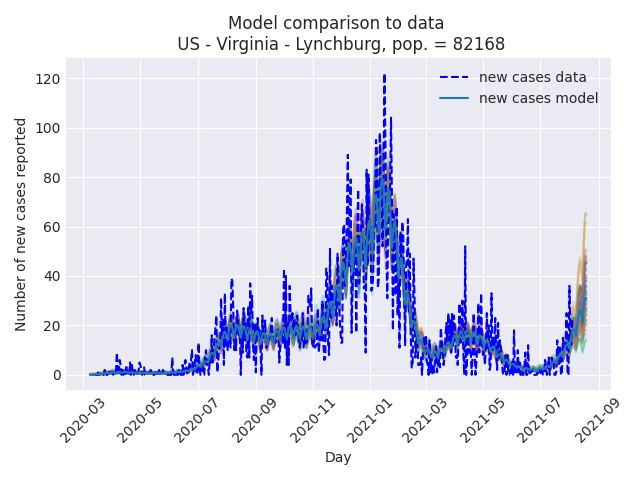 Model comparison to data
US - Virginia - Lynchburg, pop. = 82168
new cases data
new cases model
Number of new cases reported
120
100
80
60
40
20
0
2020-03
2020-05
2020-07
2020-09
2020-11
2021-01
2021-03
2021-05
2021-07
2021-09
Day